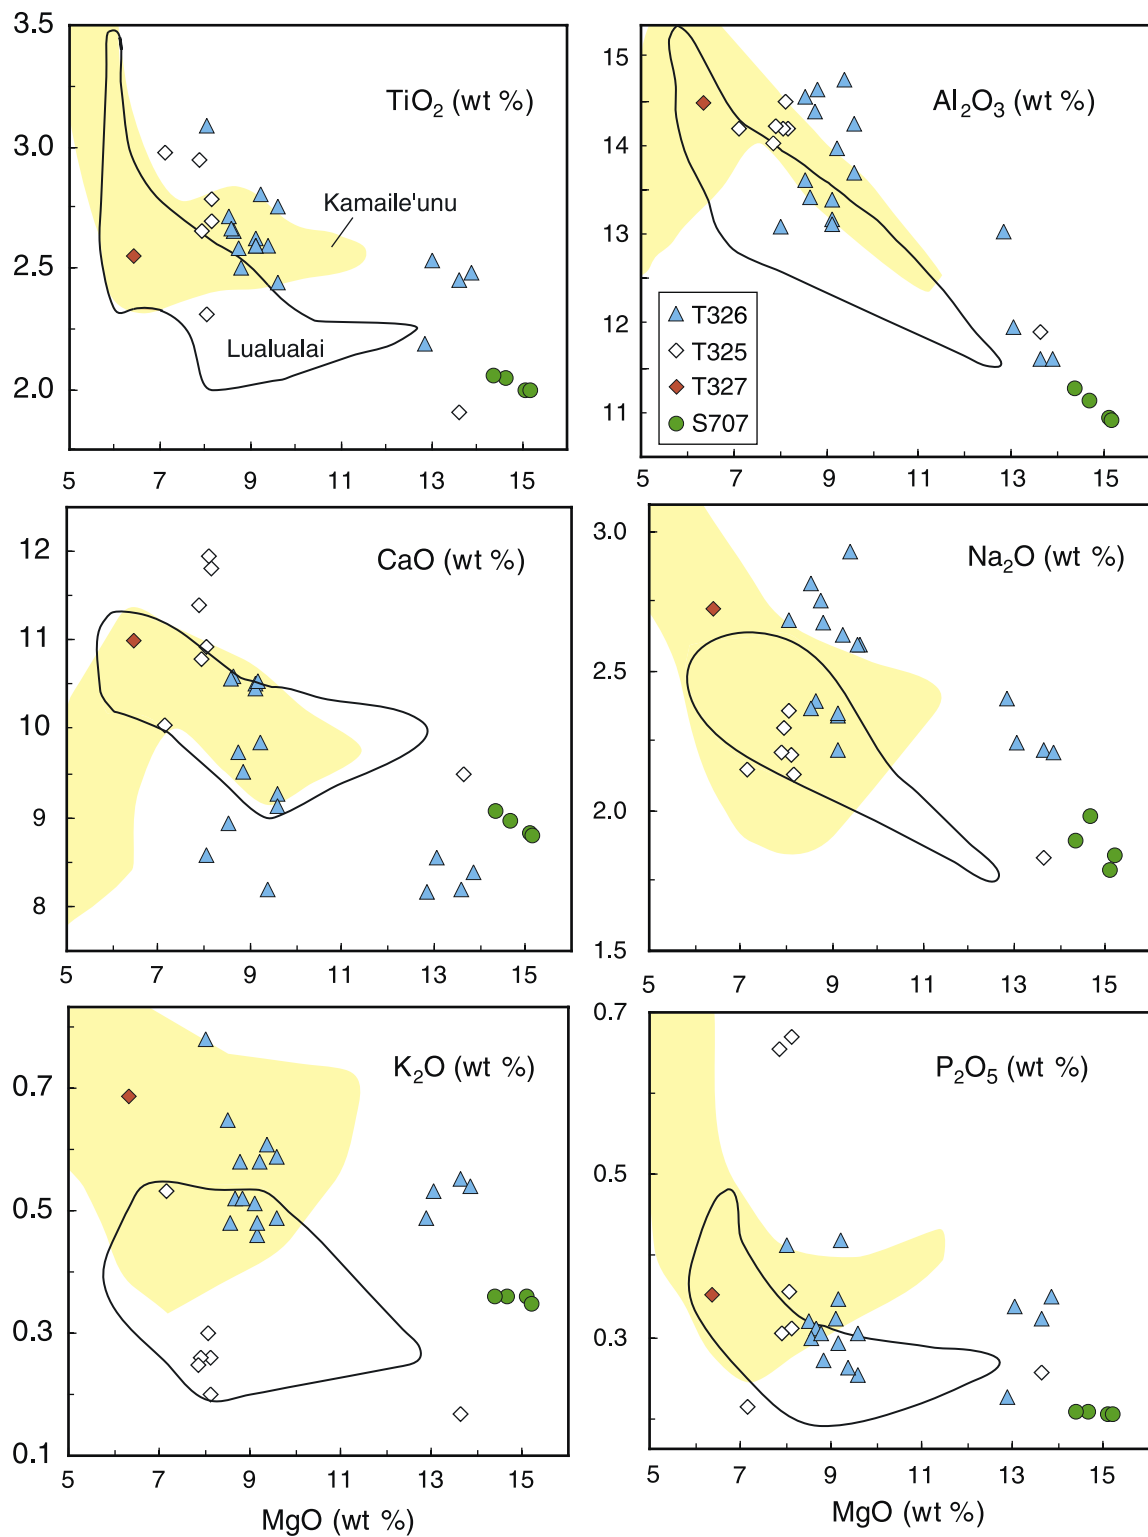 3.5
3.0
2.5
2.0
TiO₂ (wt %)
Kamaile'unu
Lualualai
5 7 9 11 13 15
15
14
13
12
11
Al₂O₃ (wt %)
T326
T325
T327
S707
5 7 9 11 13 15
12
11
10
9
8
CaO (wt %)
5 7 9 11 13 15
3.0
2.5
2.0
1.5
Na₂O (wt %)
5 7 9 11 13 15
0.7
0.5
0.3
0.1
K₂O (wt %)
5 7 9 11 13 15
MgO (wt %)
0.7
0.5
0.3
P₂O₅ (wt %)
5 7 9 11 13 15
MgO (wt %)